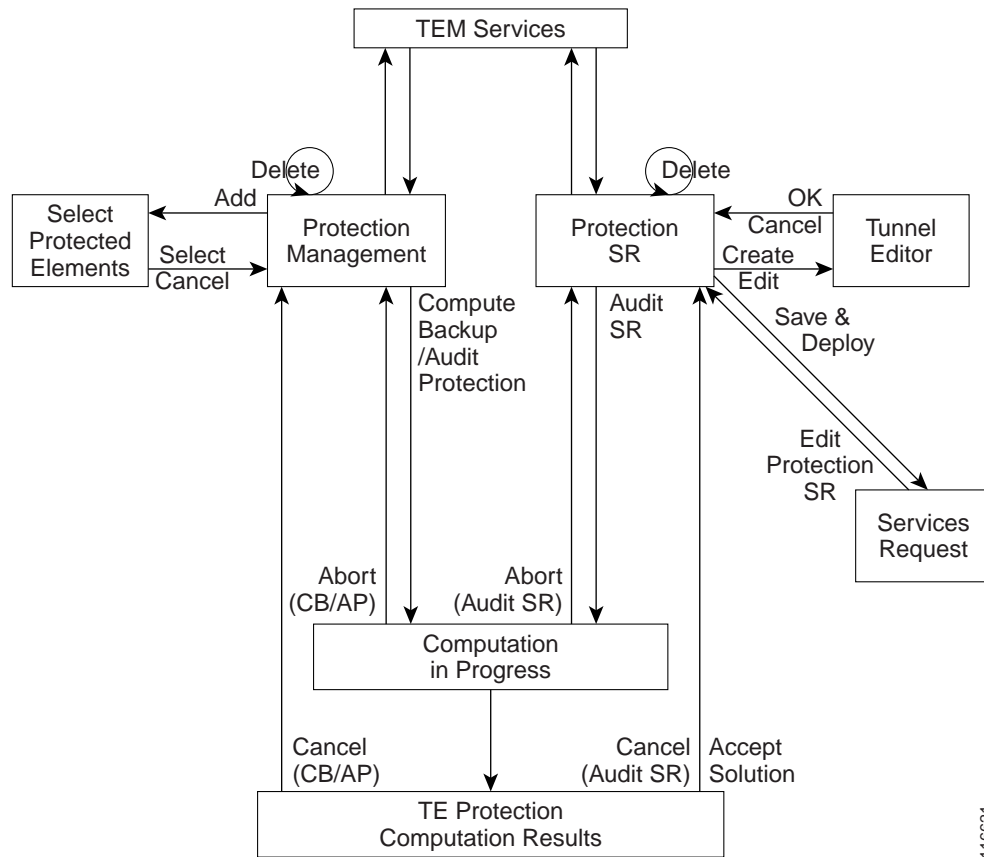 TEM Services
Delete
Delete
Add
OK
Select
Protected
Elements
Protection
Management
Protection
SR
Cancel
Tunnel
Editor
Select
Cancel
Create
Edit
Compute
Backup
/Audit
Protection
Audit
SR
Save &
Deploy
Edit
Protection
SR
Services
Request
Abort
(CB/AP)
Abort
(Audit SR)
Computation
in Progress
Cancel
(CB/AP)
Cancel
(Audit SR)
Accept
Solution
TE Protection
Computation Results